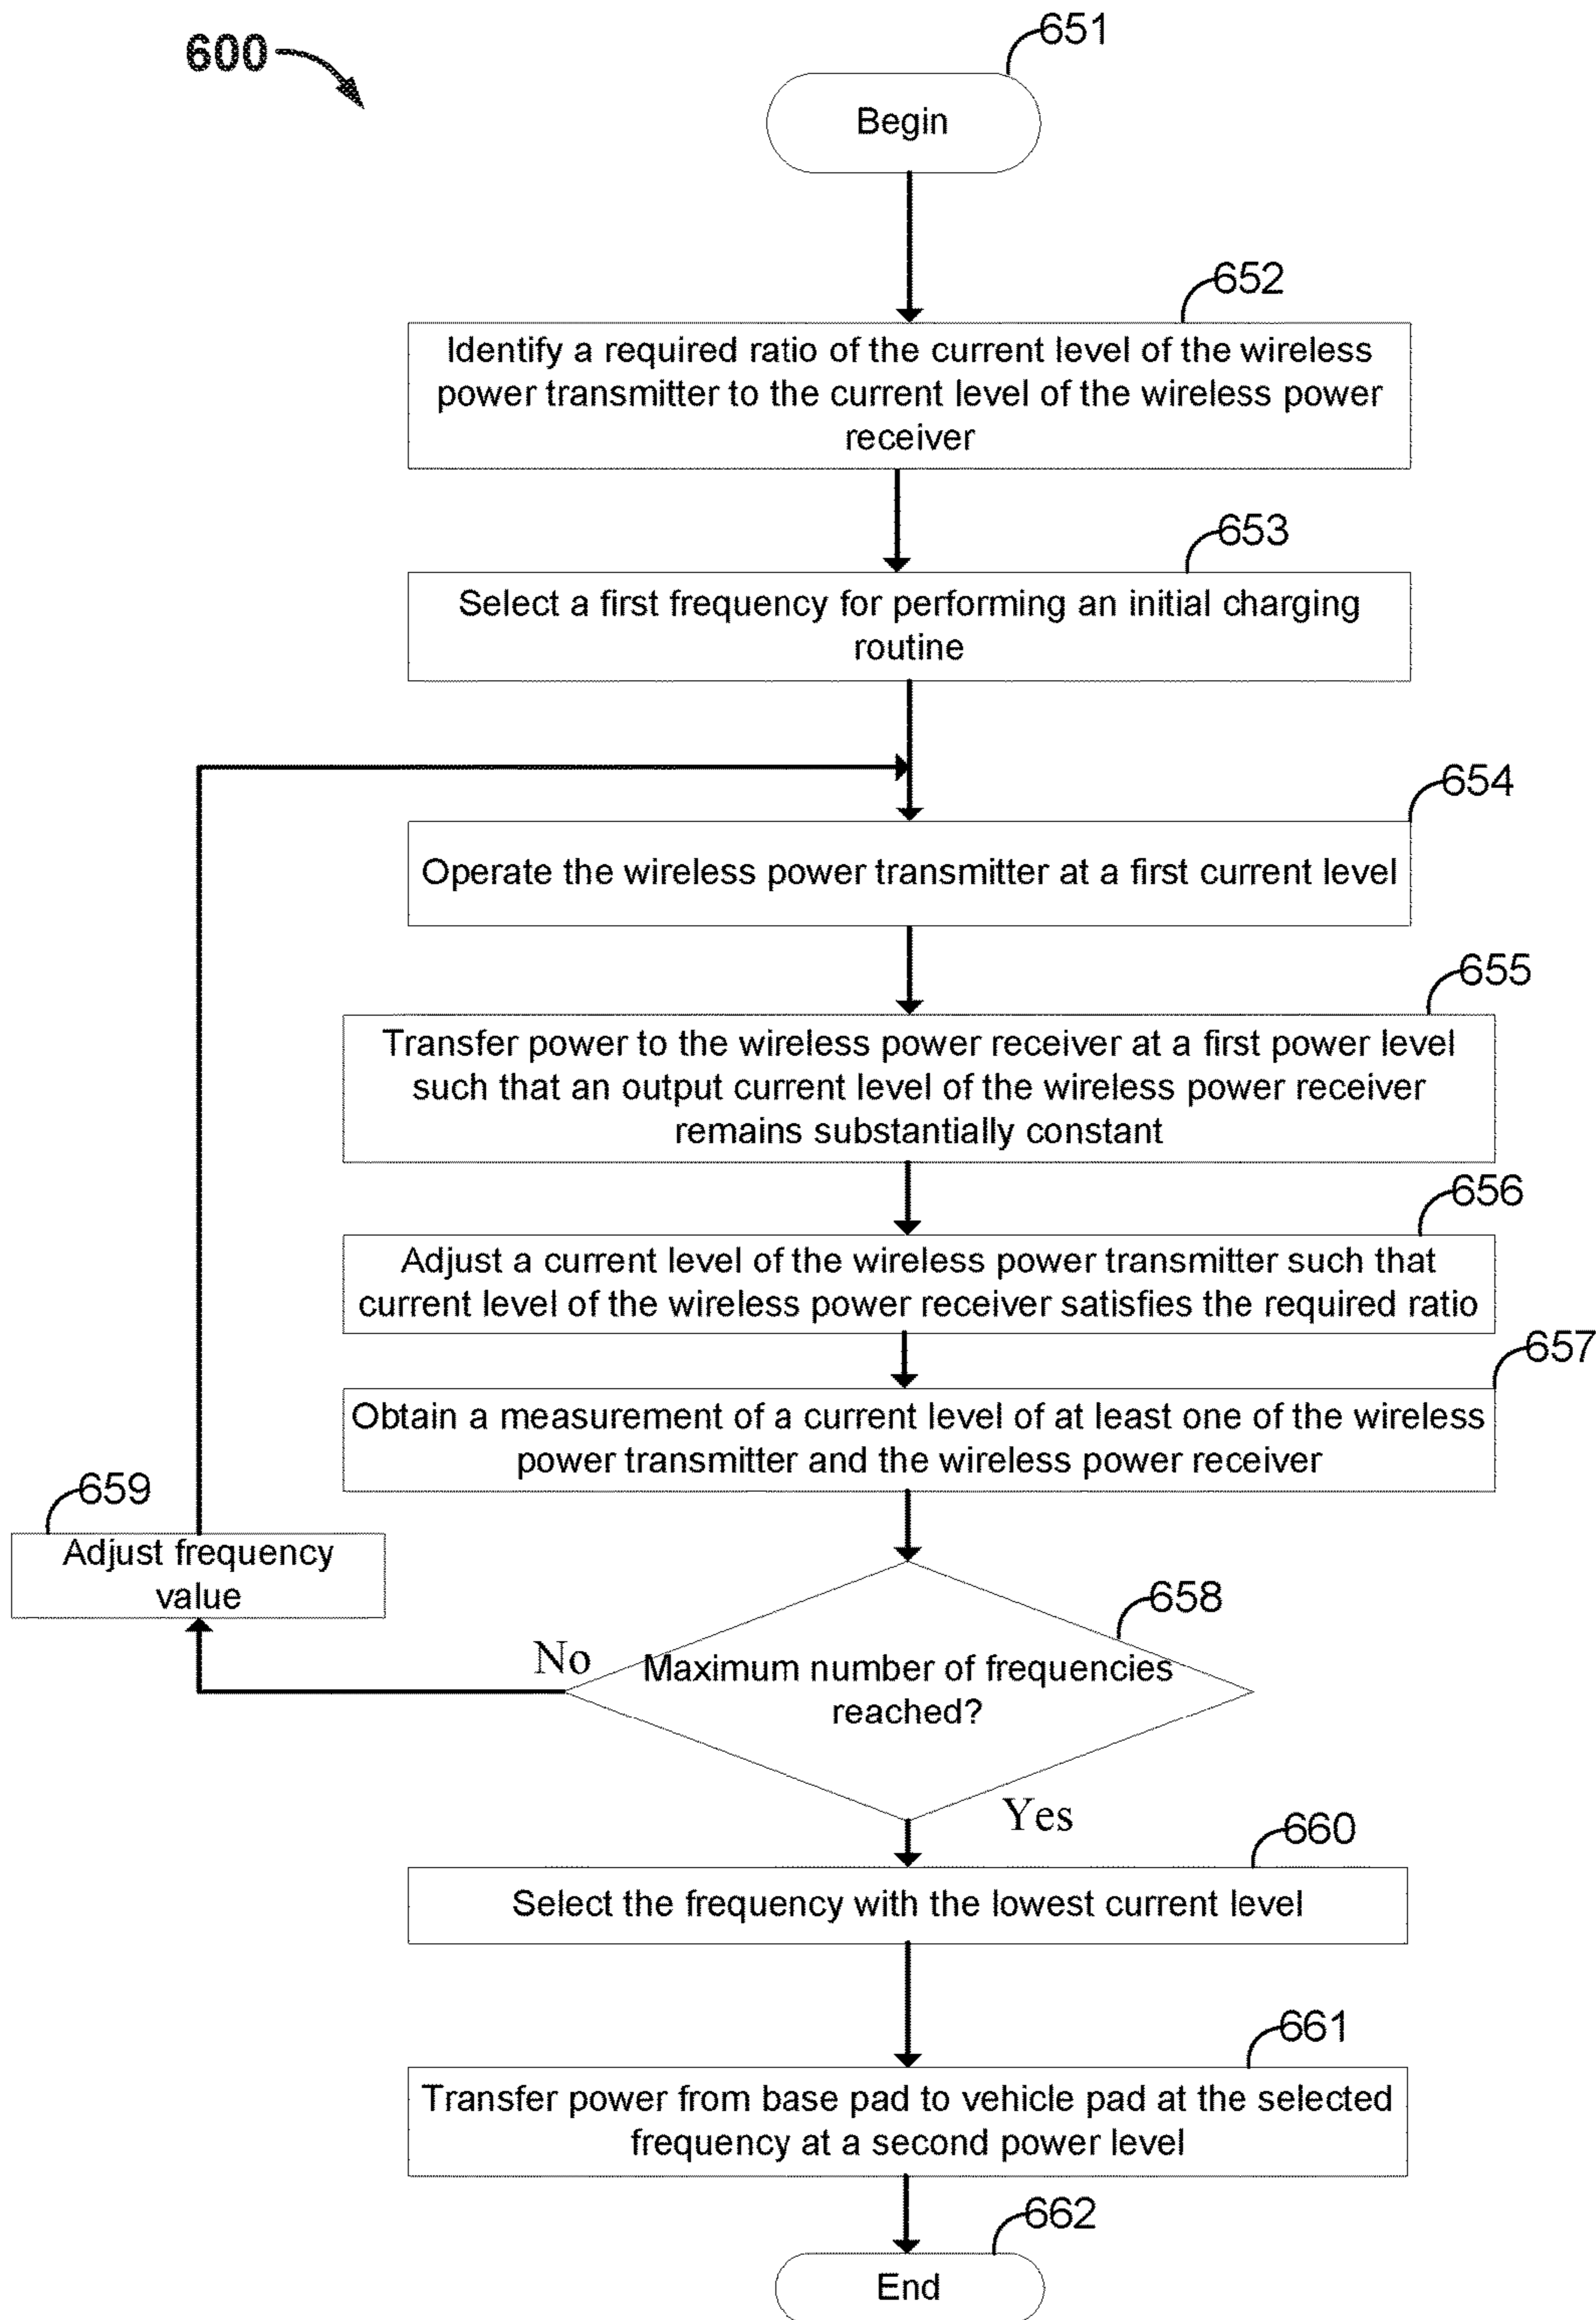 600
651
Begin
652
Identify a required ratio of the current level of the wireless
power transmitter to the current level of the wireless power
receiver
653
Select a first frequency for performing an initial charging
routine
654
Operate the wireless power transmitter at a first current level
655
Transfer power to the wireless power receiver at a first power level
such that an output current level of the wireless power receiver
remains substantially constant
656
Adjust a current level of the wireless power transmitter such that
current level of the wireless power receiver satisfies the required ratio
657
Obtain a measurement of a current level of at least one of the wireless
power transmitter and the wireless power receiver
659
Adjust frequency
value
658
No
Maximum number of frequencies
reached?
Yes
660
Select the frequency with the lowest current level
661
Transfer power from base pad to vehicle pad at the selected
frequency at a second power level
662
End